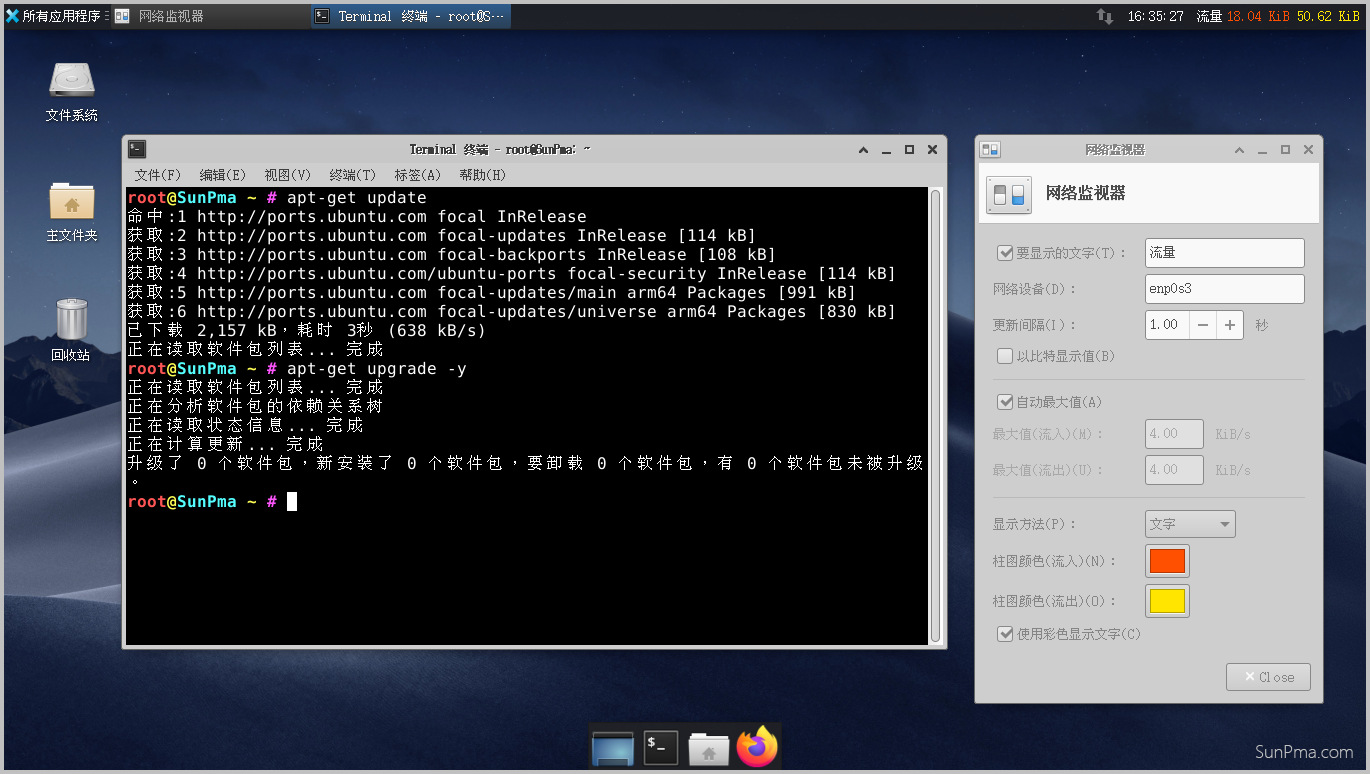 所有应用程序
网络监视器
Terminal 终端 - root@S···
16:35:27
流量 18.04 KiB 50.62 KiB
文件系统
主文件夹
回收站
Terminal 终端 - root@SunPma: ~
文件(F) 编辑(E) 视图(V) 终端(T) 标签(A) 帮助(H)
root@SunPma ~ # apt-get update
命中:1 http://ports.ubuntu.com focal InRelease
获取:2 http://ports.ubuntu.com focal-updates InRelease [114 kB]
获取:3 http://ports.ubuntu.com focal-backports InRelease [108 kB]
获取:4 http://ports.ubuntu.com/ubuntu-ports focal-security InRelease [114 kB]
获取:5 http://ports.ubuntu.com focal-updates/main arm64 Packages [991 kB]
获取:6 http://ports.ubuntu.com focal-updates/universe arm64 Packages [830 kB]
已下载 2,157 kB，耗时 3秒 (638 kB/s)
正在读取软件包列表... 完成
root@SunPma ~ # apt-get upgrade -y
正在读取软件包列表... 完成
正在分析软件包的依赖关系树
正在读取状态信息... 完成
正在计算更新... 完成
升级了 0 个软件包，新安装了 0 个软件包，要卸载 0 个软件包，有 0 个软件包未被升级
。
root@SunPma ~ #
网络监视器
网络监视器
要显示的文字(T)： 流量
网络设备(D)： enp0s3
更新间隔(I)： 1.00 － + 秒
以比特显示值(B)
自动最大值(A)
最大值(流入)(M)： 4.00 KiB/s
最大值(流出)(U)： 4.00 KiB/s
显示方法(P)： 文字
柱图颜色(流入)(N)：
柱图颜色(流出)(O)：
使用彩色显示文字(C)
Close
SunPma.com